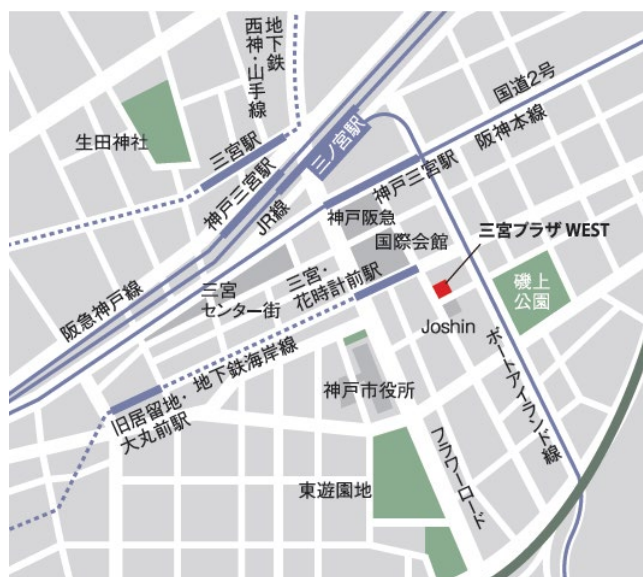 地下鉄
西神・山手線
生田神社
三宮駅
神戸三宮駅
三ノ宮駅
JR線
国道2号
阪神本線
神戸三宮駅
神戸阪急
国際会館
三宮プラザ WEST
阪急神戸線
三宮
センター街
三宮・
花時計前駅
磯上
公園
Joshin
ポートアイランド線
旧居留地・
大丸前駅
地下鉄海岸線
神戸市役所
フラワーロード
東遊園地